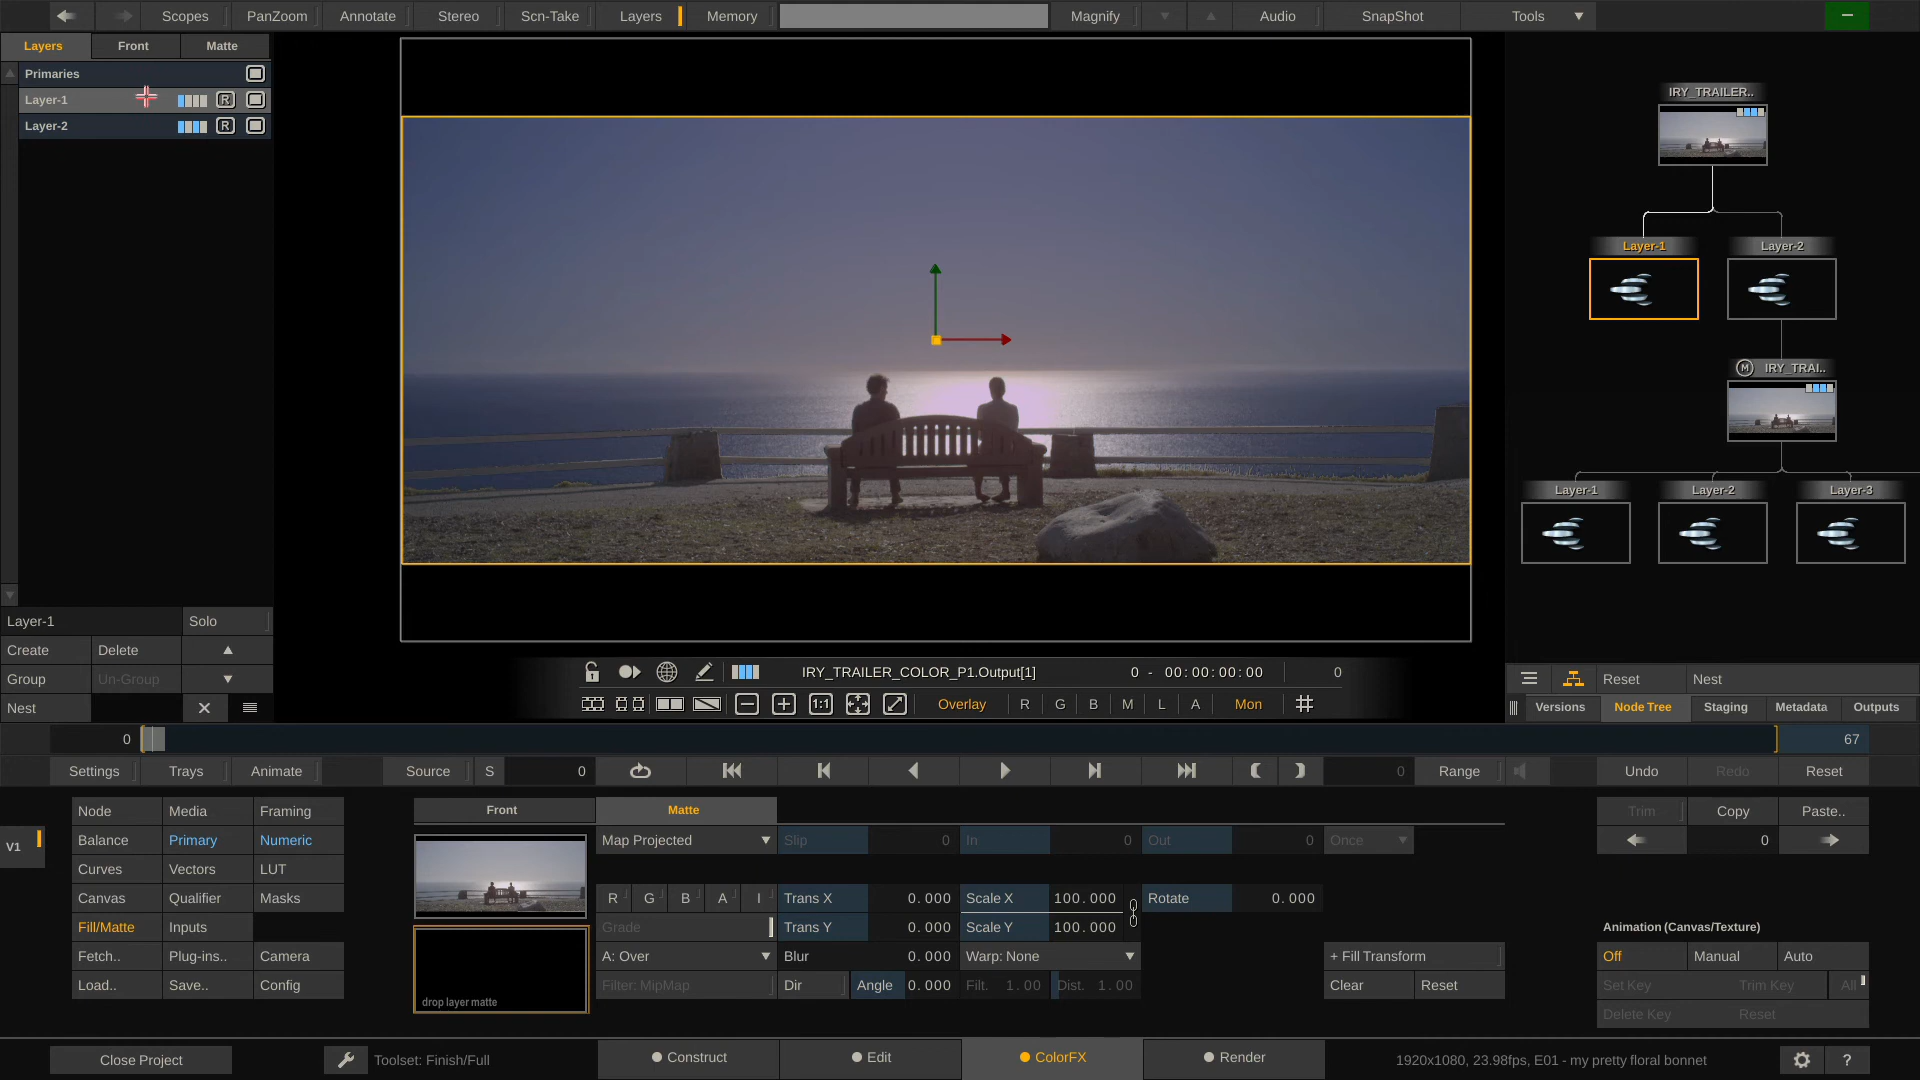 Scopes PanZoom Annotate Stereo Scn-Take Layers Memory Magnify Audio SnapShot Tools
Layers Front Matte
Primaries
Layer-1 R
Layer-2 R
IRY_TRAILER..
Layer-1 Layer-2
M IRY_TRAI..
Layer-1 Layer-2 Layer-3
Layer-1 Solo
Create Delete
Group Un-Group
Nest
IRY_TRAILER_COLOR_P1.Output[1] 0 - 00:00:00:00 0
1:1 Overlay R G B M L A Mon
Reset Nest
Versions Node Tree Staging Metadata Outputs
0 67
Settings Trays Animate Source S 0 0 Range Undo Redo Reset
V1
Node Media Framing
Balance Primary Numeric
Curves Vectors LUT
Canvas Qualifier Masks
Fill/Matte Inputs
Fetch.. Plug-ins.. Camera
Load.. Save.. Config
Front Matte
drop layer matte
Map Projected Slip 0 In 0 Out 0 Once
R G B A I Trans X 0.000 Scale X 100.000 Rotate 0.000
Grade Trans Y 0.000 Scale Y 100.000
A: Over Blur 0.000 Warp: None + Fill Transform
Filter: MipMap Dir Angle 0.000 Filt. 1.00 Dist. 1.00 Clear Reset
Trim Copy Paste..
0
Animation (Canvas/Texture)
Off Manual Auto
Set Key Trim Key All
Delete Key Reset
Close Project Toolset: Finish/Full Construct Edit ColorFX Render 1920x1080, 23.98fps, E01 - my pretty floral bonnet ?